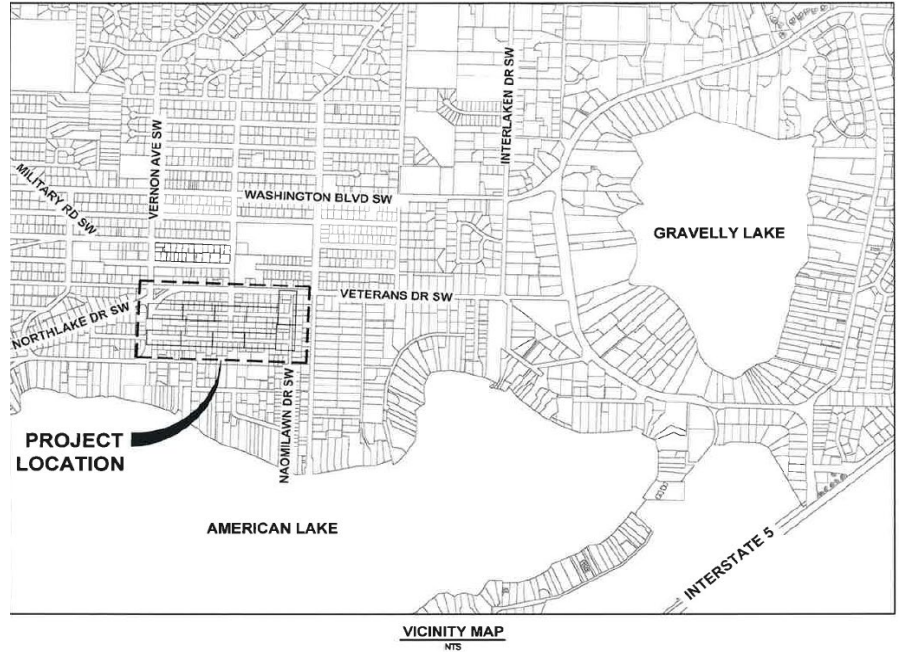 INTERLAKEN DR SW
VERNON AVE SW
MILITARY RD SW
WASHINGTON BLVD SW
GRAVELLY LAKE
VETERANS DR SW
NORTHLAKE DR SW
NAOMILAWN DR SW
PROJECT
LOCATION
AMERICAN LAKE
INTERSTATE 5
VICINITY MAP
NTS